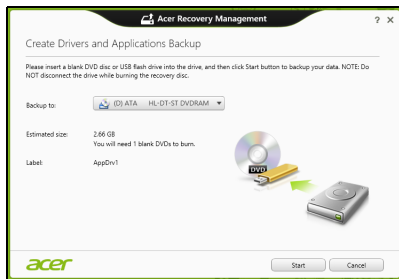 Acer Recovery Management
? ×
Create Drivers and Applications Backup
Please insert a blank DVD disc or USB flash drive into the drive, and then click Start button to backup your data. NOTE: Do
NOT disconnect the drive while burning the recovery disc.
Backup to: (D) ATA HL-DT-ST DVDRAM
Estimated size: 2.66 GB
You will need 1 blank DVDs to burn.
Label: AppDrv1
DVD
acer Start Cancel